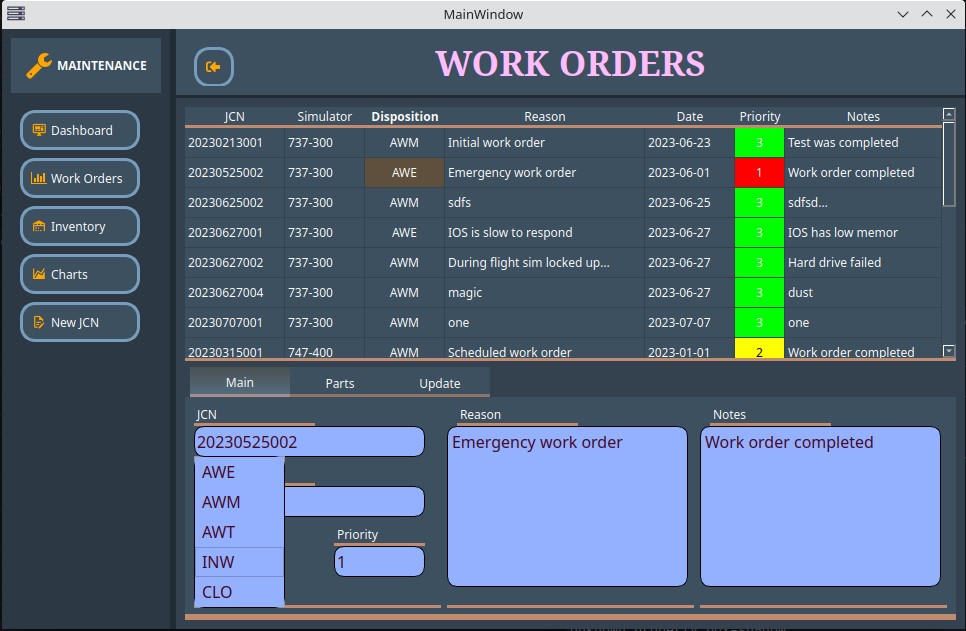 MainWindow
MAINTENANCE
WORK ORDERS
Dashboard
Work Orders
Inventory
Charts
New JCN
JCN Simulator Disposition Reason Date Priority Notes
20230213001 737-300 AWM Initial work order 2023-06-23 3 Test was completed
20230525002 737-300 AWE Emergency work order 2023-06-01 1 Work order completed
20230625002 737-300 AWM sdfs 2023-06-25 3 sdfsd...
20230627001 737-300 AWE IOS is slow to respond 2023-06-27 3 IOS has low memor
20230627002 737-300 AWM During flight sim locked up... 2023-06-27 3 Hard drive failed
20230627004 737-300 AWM magic 2023-06-27 3 dust
20230707001 737-300 AWM one 2023-07-07 3 one
20230315001 747-400 AWM Scheduled work order 2023-01-01 2 Work order completed
Main Parts Update
JCN Reason Notes
20230525002 Emergency work order Work order completed
AWE
AWM
AWT
Priority
INW 1
CLO